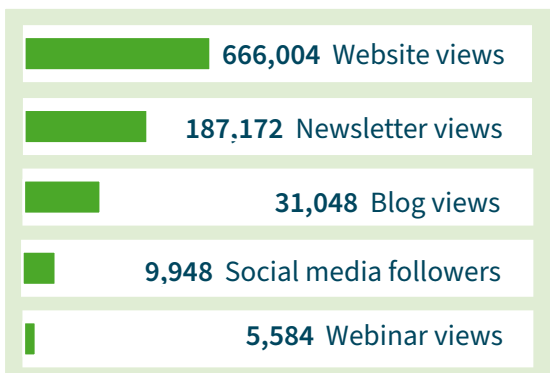 666,004 Website views
187,172 Newsletter views
31,048 Blog views
9,948 Social media followers
5,584 Webinar views